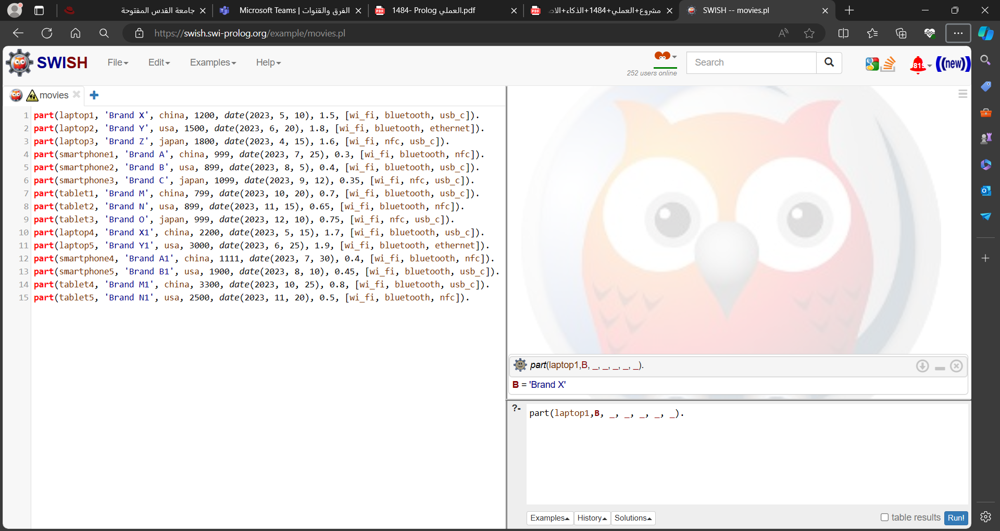 جامعة القدس المفتوحة
Microsoft Teams | الفرق والقنوات
1484- Prolog العملي.pdf
مشروع+العملي+1484+الذكاء+الاص
SWISH -- movies.pl
https://swish.swi-prolog.org/example/movies.pl
SWISH File Edit Examples Help
252 users online
Search
((new))
movies
1 part(laptop1, 'Brand X', china, 1200, date(2023, 5, 10), 1.5, [wi_fi, bluetooth, usb_c]).
2 part(laptop2, 'Brand Y', usa, 1500, date(2023, 6, 20), 1.8, [wi_fi, bluetooth, ethernet]).
3 part(laptop3, 'Brand Z', japan, 1800, date(2023, 4, 15), 1.6, [wi_fi, nfc, usb_c]).
4 part(smartphone1, 'Brand A', china, 999, date(2023, 7, 25), 0.3, [wi_fi, bluetooth, nfc]).
5 part(smartphone2, 'Brand B', usa, 899, date(2023, 8, 5), 0.4, [wi_fi, bluetooth, usb_c]).
6 part(smartphone3, 'Brand C', japan, 1099, date(2023, 9, 12), 0.35, [wi_fi, nfc, usb_c]).
7 part(tablet1, 'Brand M', china, 799, date(2023, 10, 20), 0.7, [wi_fi, bluetooth, usb_c]).
8 part(tablet2, 'Brand N', usa, 899, date(2023, 11, 15), 0.65, [wi_fi, bluetooth, nfc]).
9 part(tablet3, 'Brand O', japan, 999, date(2023, 12, 10), 0.75, [wi_fi, nfc, usb_c]).
10 part(laptop4, 'Brand X1', china, 2200, date(2023, 5, 15), 1.7, [wi_fi, bluetooth, usb_c]).
11 part(laptop5, 'Brand Y1', usa, 3000, date(2023, 6, 25), 1.9, [wi_fi, bluetooth, ethernet]).
12 part(smartphone4, 'Brand A1', china, 1111, date(2023, 7, 30), 0.4, [wi_fi, bluetooth, nfc]).
13 part(smartphone5, 'Brand B1', usa, 1900, date(2023, 8, 10), 0.45, [wi_fi, bluetooth, usb_c]).
14 part(tablet4, 'Brand M1', china, 3300, date(2023, 10, 25), 0.8, [wi_fi, bluetooth, usb_c]).
15 part(tablet5, 'Brand N1', usa, 2500, date(2023, 11, 20), 0.5, [wi_fi, bluetooth, nfc]).
part(laptop1,B, _, _, _, _, _).
B = 'Brand X'
?- part(laptop1,B, _, _, _, _, _).
Examples History Solutions
table results Run!